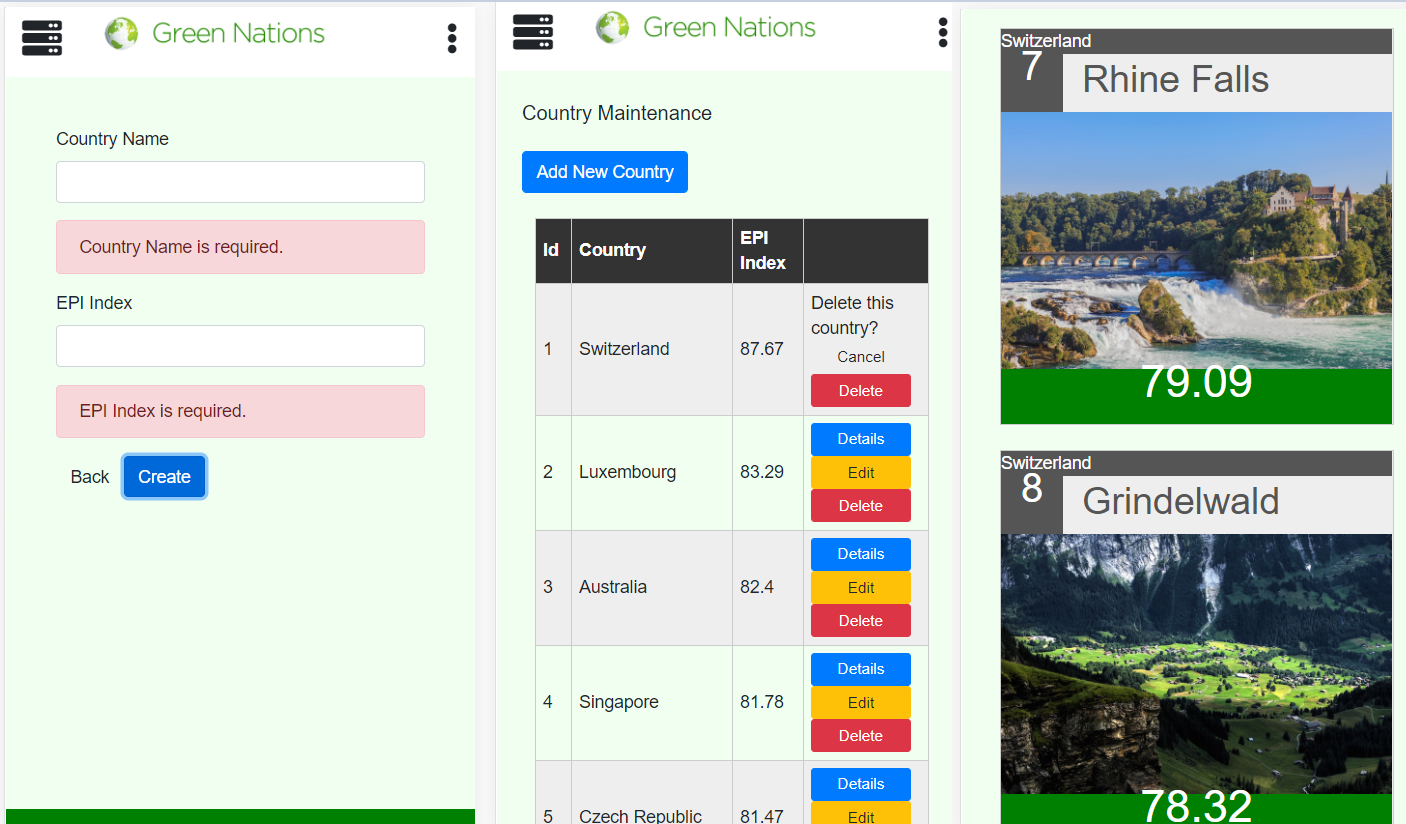 Green Nations
Country Name
Country Name is required.
EPI Index
EPI Index is required.
Back Create
Green Nations
Country Maintenance
Add New Country
Id Country EPI Index
1 Switzerland 87.67 Delete this country?
Cancel
Delete
2 Luxembourg 83.29 Details
Edit
Delete
3 Australia 82.4 Details
Edit
Delete
4 Singapore 81.78 Details
Edit
Delete
5 Czech Republic 81.47 Details
Edit
Switzerland
7 Rhine Falls
79.09
Switzerland
8 Grindelwald
78.32